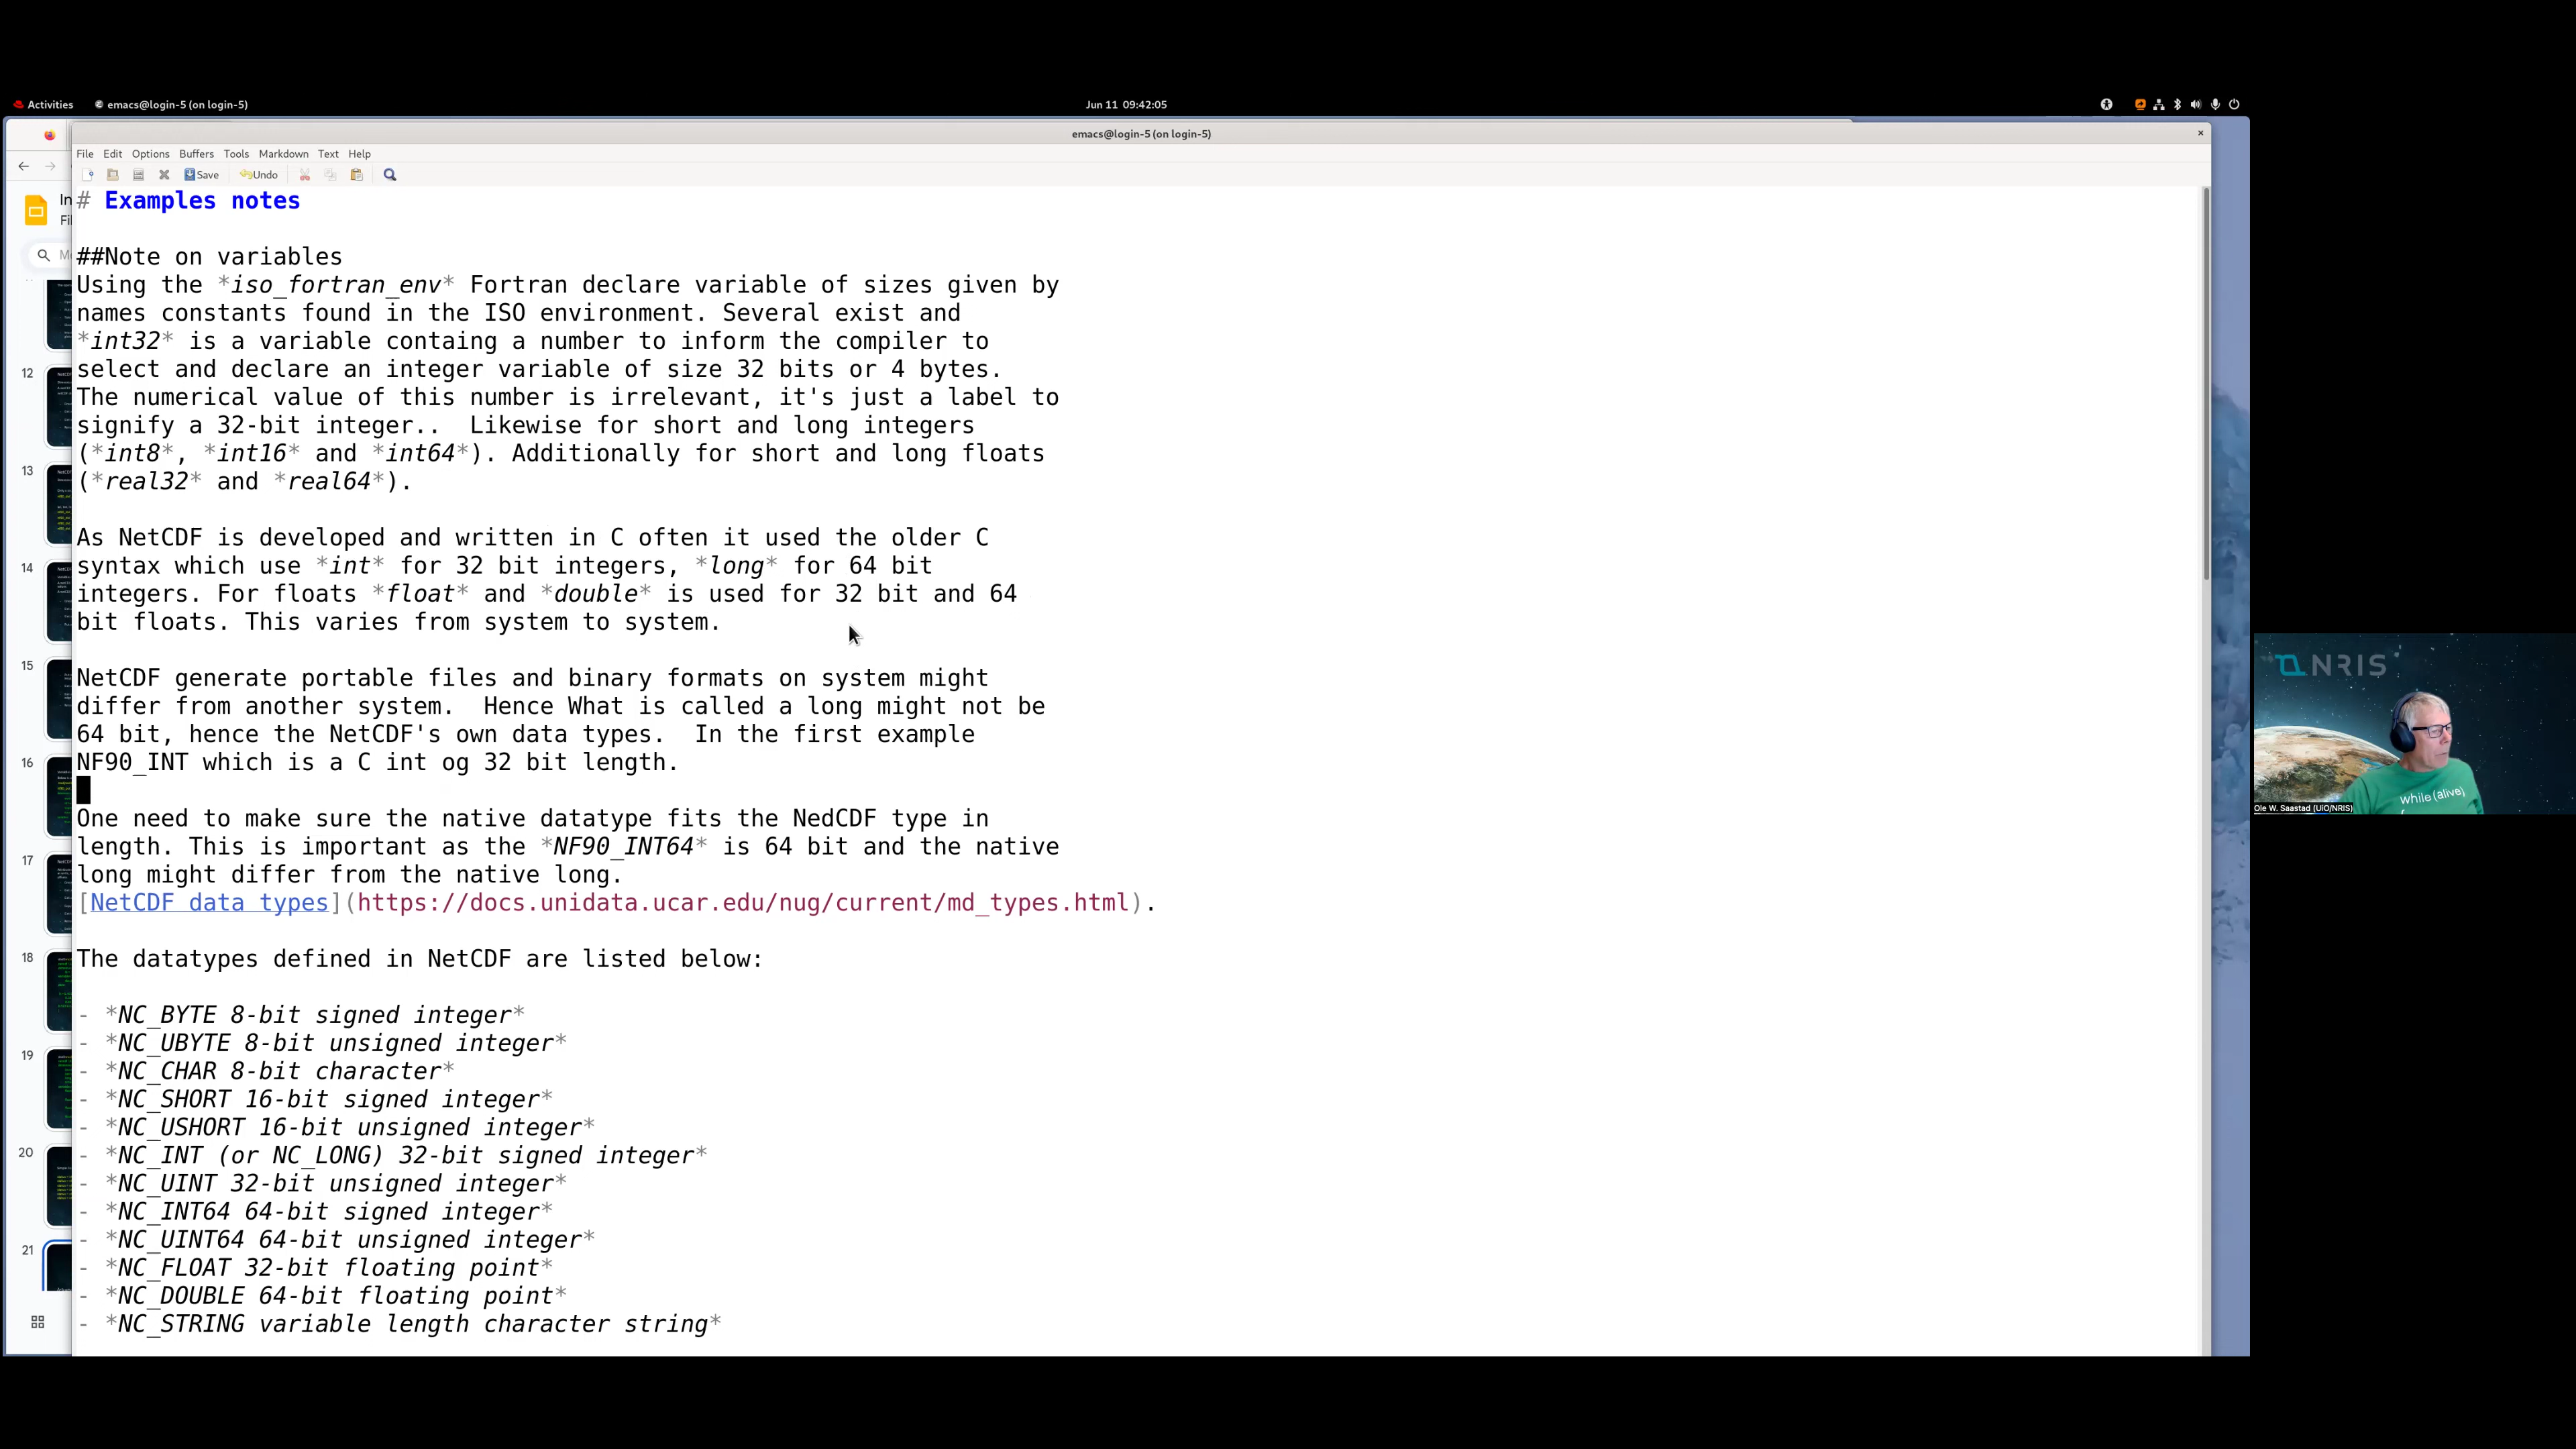 Activities emacs@login-5 (on login-5) Jun 11 09:42:05
emacs@login-5 (on login-5)
File Edit Options Buffers Tools Markdown Text Help
Save Undo
# Examples notes
##Note on variables
Using the *iso_fortran_env* Fortran declare variable of sizes given by
names constants found in the ISO environment. Several exist and
*int32* is a variable containg a number to inform the compiler to
select and declare an integer variable of size 32 bits or 4 bytes.
The numerical value of this number is irrelevant, it's just a label to
signify a 32-bit integer.. Likewise for short and long integers
(*int8*, *int16* and *int64*). Additionally for short and long floats
(*real32* and *real64*).
As NetCDF is developed and written in C often it used the older C
syntax which use *int* for 32 bit integers, *long* for 64 bit
integers. For floats *float* and *double* is used for 32 bit and 64
bit floats. This varies from system to system.
NetCDF generate portable files and binary formats on system might
differ from another system. Hence What is called a long might not be
64 bit, hence the NetCDF's own data types. In the first example
NF90_INT which is a C int og 32 bit length.
One need to make sure the native datatype fits the NedCDF type in
length. This is important as the *NF90_INT64* is 64 bit and the native
long might differ from the native long.
[NetCDF data types](https://docs.unidata.ucar.edu/nug/current/md_types.html).
The datatypes defined in NetCDF are listed below:
- *NC_BYTE 8-bit signed integer*
- *NC_UBYTE 8-bit unsigned integer*
- *NC_CHAR 8-bit character*
- *NC_SHORT 16-bit signed integer*
- *NC_USHORT 16-bit unsigned integer*
- *NC_INT (or NC_LONG) 32-bit signed integer*
- *NC_UINT 32-bit unsigned integer*
- *NC_INT64 64-bit signed integer*
- *NC_UINT64 64-bit unsigned integer*
- *NC_FLOAT 32-bit floating point*
- *NC_DOUBLE 64-bit floating point*
- *NC_STRING variable length character string*
12
13
14
15
16
17
18
19
20
21
NRIS
while (alive)
Ole W. Saastad (UiO/NRIS)